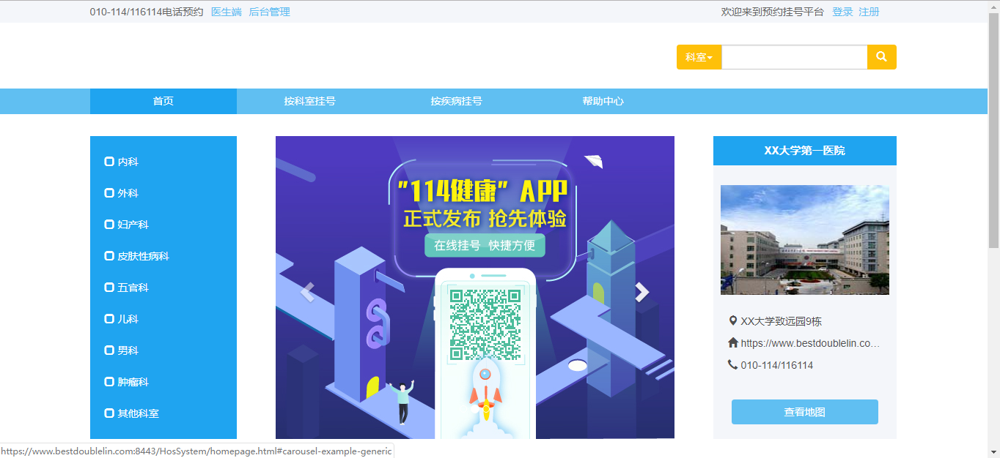 010-114/116114电话预约 医生端 后台管理 欢迎来到预约挂号平台 登录 注册
科室
首页 按科室挂号 按疾病挂号 帮助中心
内科
外科
妇产科
皮肤性病科
五官科
儿科
男科
肿瘤科
其他科室
"114健康" APP
正式发布 抢先体验
在线挂号 快捷方便
XX大学第一医院
XX大学致远园9栋
https://www.bestdoublelin.co...
010-114/116114
查看地图
https://www.bestdoublelin.com:8443/HosSystem/homepage.html#carousel-example-generic